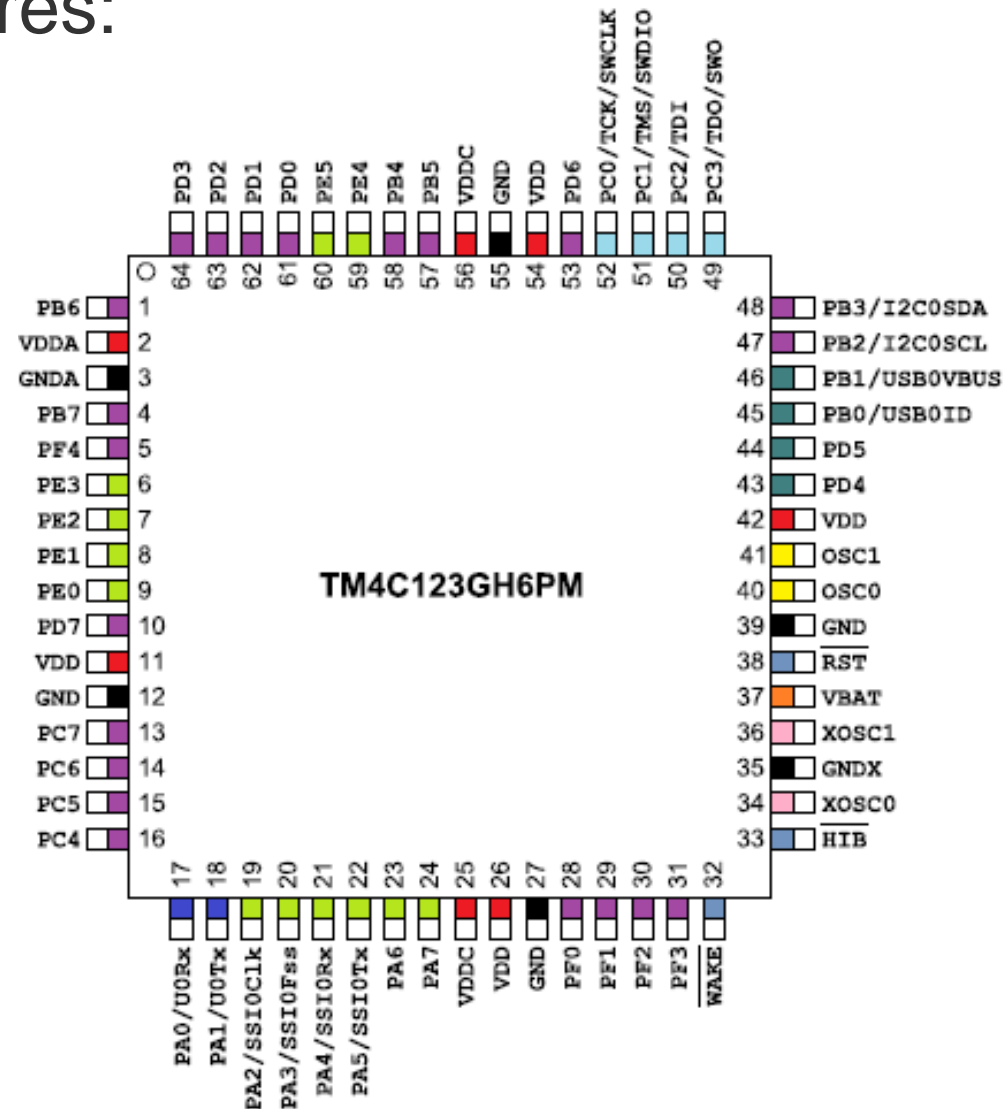 res:
PD3
PD2
PD1
PD0
PE5
PE4
PB4
PB5
VDDC
GND
VDD
PD6
PC0/TCK/SWCLK
PC1/TMS/SWDIO
PC2/TDI
PC3/TDO/SWO
64
63
62
61
60
59
58
57
56
55
54
53
52
51
50
49
PB6 1
VDDA 2
GNDA 3
PB7 4
PF4 5
PE3 6
PE2 7
PE1 8
PE0 9
PD7 10
VDD 11
GND 12
PC7 13
PC6 14
PC5 15
PC4 16
TM4C123GH6PM
48 PB3/I2C0SDA
47 PB2/I2C0SCL
46 PB1/USB0VBUS
45 PB0/USB0ID
44 PD5
43 PD4
42 VDD
41 OSC1
40 OSC0
39 GND
38 RST
37 VBAT
36 XOSC1
35 GNDX
34 XOSC0
33 HIB
17
18
19
20
21
22
23
24
25
26
27
28
29
30
31
32
PA0/U0Rx
PA1/U0Tx
PA2/SSI0Clk
PA3/SSI0Fss
PA4/SSI0Rx
PA5/SSI0Tx
PA6
PA7
VDDC
VDD
GND
PF0
PF1
PF2
PF3
WAKE